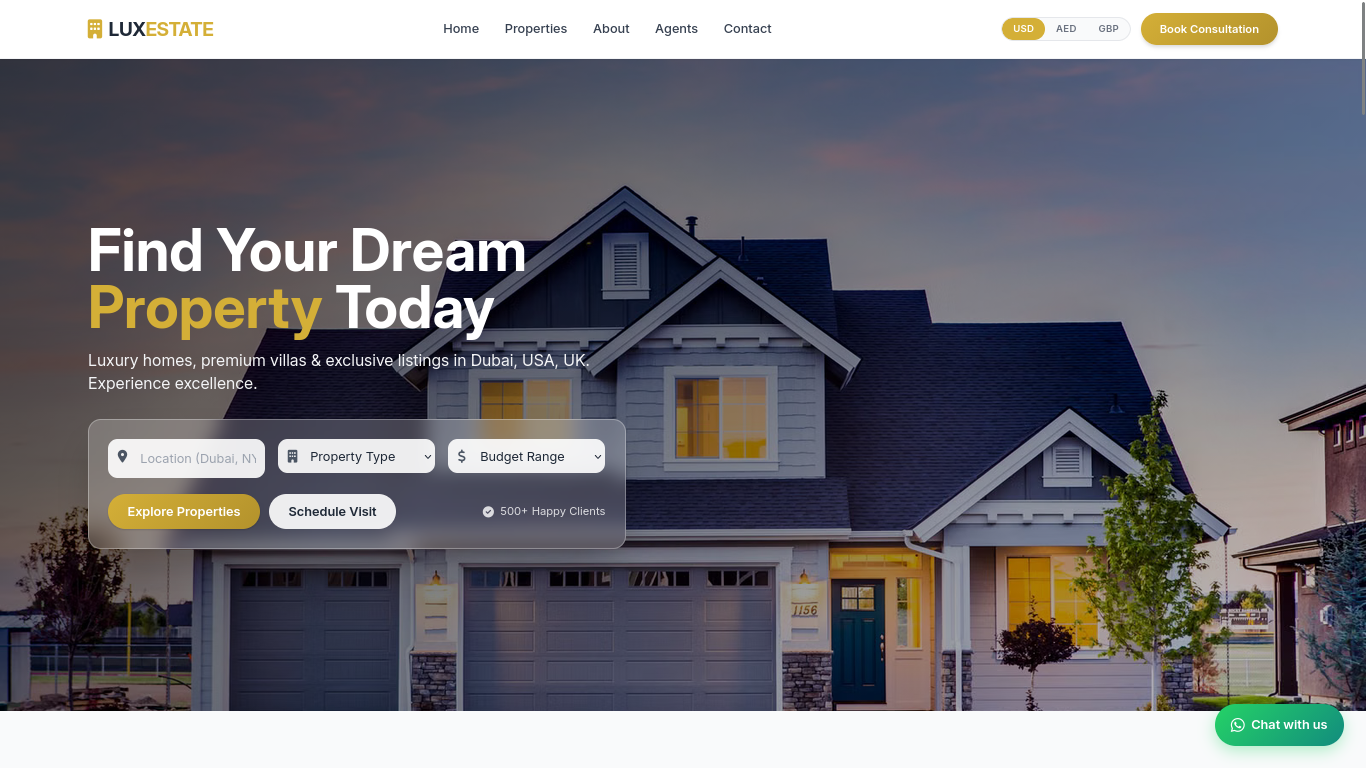 LUXESTATE
Home Properties About Agents Contact
USD AED GBP
Book Consultation
Find Your Dream
Property Today
Luxury homes, premium villas & exclusive listings in Dubai, USA, UK.
Experience excellence.
Location (Dubai, NY
Property Type
Budget Range
Explore Properties
Schedule Visit
500+ Happy Clients
1156
Chat with us